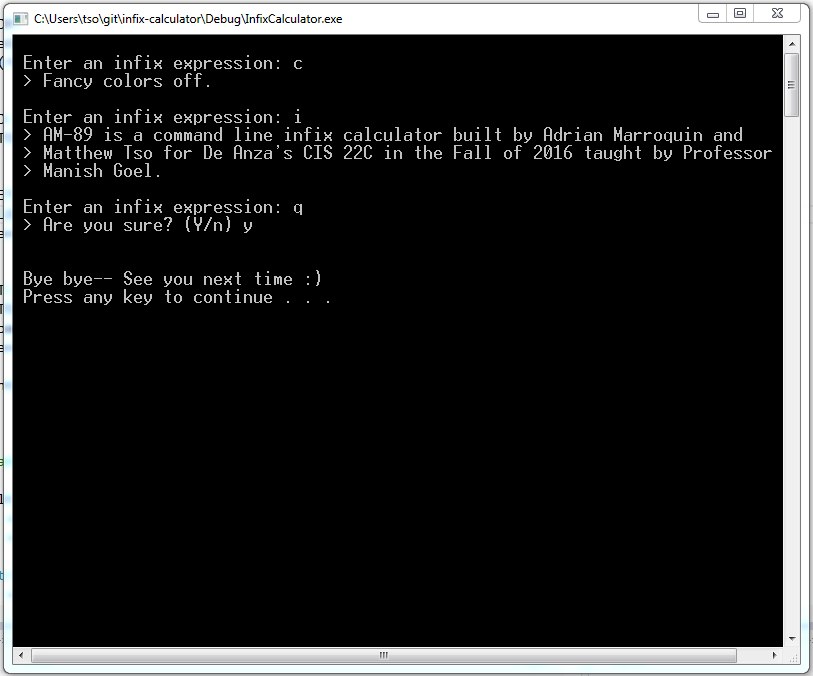 C:\Users\tso\git\infix-calculator\Debug\InfixCalculator.exe
Enter an infix expression: c
> Fancy colors off.
Enter an infix expression: i
> AM-89 is a command line infix calculator built by Adrian Marroquin and
> Matthew Tso for De Anza's CIS 22C in the Fall of 2016 taught by Professor
> Manish Goel.
Enter an infix expression: q
> Are you sure? (Y/n) y
Bye bye-- See you next time :)
Press any key to continue . . .